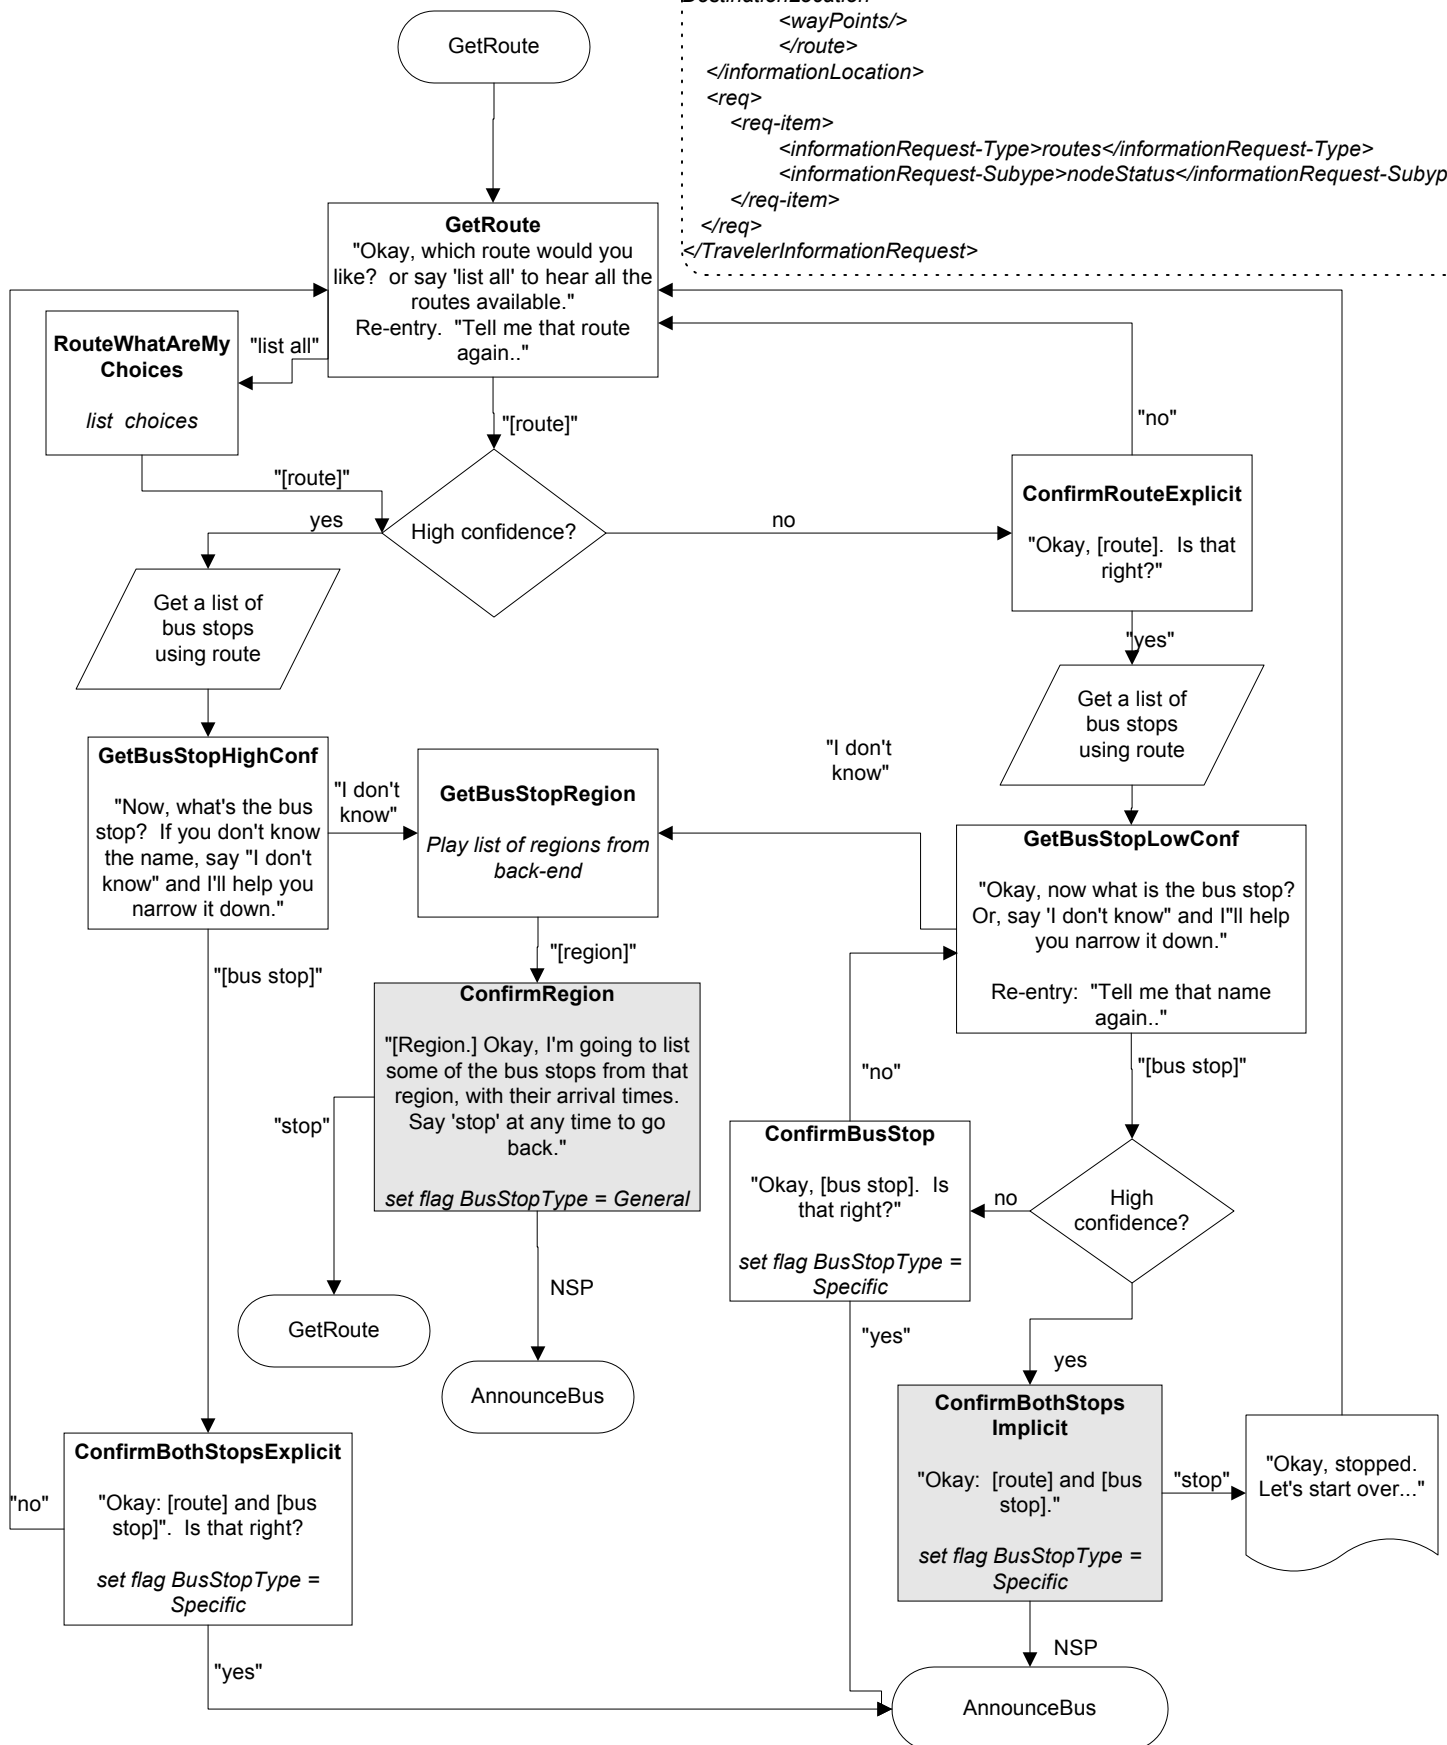 GetRoute
DestinationLocation
<wayPoints/>
</route>
</informationLocation>
<req>
<req-item>
<informationRequest-Type>routes</informationRequest-Type>
<informationRequest-Subype>nodeStatus</informationRequest-Subyp
</req-item>
</req>
</TravelerInformationRequest>
GetRoute
"Okay, which route would you
like?  or say 'list all' to hear all the
routes available."
Re-entry.  "Tell me that route
again.."
RouteWhatAreMy
Choices
list  choices
"list all"
"[route]"
"[route]"
"no"
ConfirmRouteExplicit
"Okay, [route].  Is that
right?"
yes
High confidence?
no
Get a list of
bus stops
using route
"yes"
Get a list of
bus stops
using route
GetBusStopHighConf
"Now, what's the bus
stop?  If you don't know
the name, say "I don't
know" and I'll help you
narrow it down."
"I don't
know"
GetBusStopRegion
Play list of regions from
back-end
"I don't
know"
GetBusStopLowConf
"Okay, now what is the bus stop?
Or, say 'I don't know" and I"ll help
you narrow it down."
Re-entry:  "Tell me that name
again.."
"[bus stop]"
"[region]"
ConfirmRegion
"[Region.] Okay, I'm going to list
some of the bus stops from that
region, with their arrival times.
Say 'stop' at any time to go
back."
set flag BusStopType = General
"stop"
"no"
"[bus stop]"
ConfirmBusStop
"Okay, [bus stop].  Is
that right?"
set flag BusStopType =
Specific
no
High
confidence?
NSP
GetRoute
"yes"
yes
AnnounceBus
ConfirmBothStops
Implicit
"Okay:  [route] and [bus
stop]."
set flag BusStopType =
Specific
"stop"
"Okay, stopped.
Let's start over..."
ConfirmBothStopsExplicit
"Okay: [route] and [bus
stop]".  Is that right?
set flag BusStopType =
Specific
"no"
"yes"
NSP
AnnounceBus